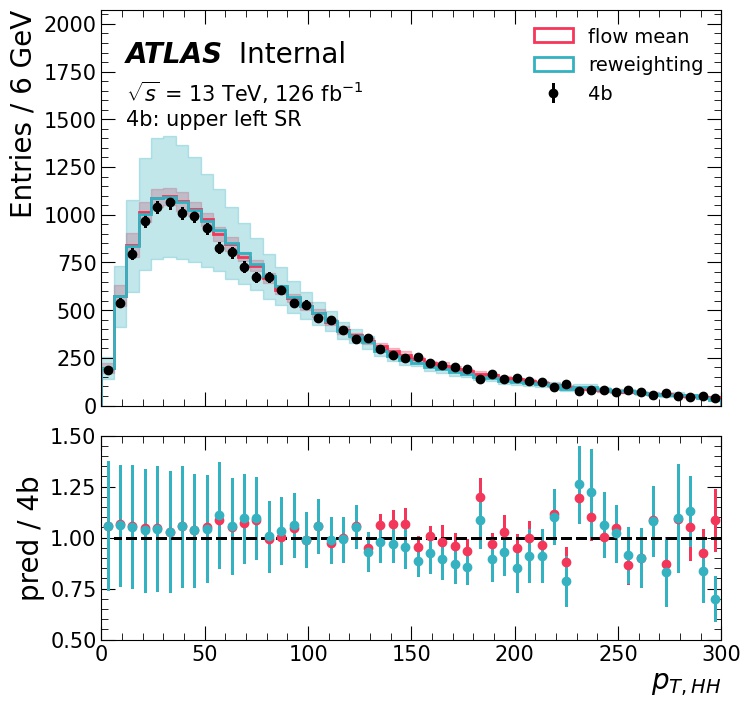 Entries / 6 GeV
2000
1750
1500
1250
1000
750
500
250
0
ATLAS Internal
√s = 13 TeV, 126 fb⁻¹
4b: upper left SR
flow mean
reweighting
4b
pred / 4b
1.50
1.25
1.00
0.75
0.50
0 50 100 150 200 250 300
p_{T, HH}